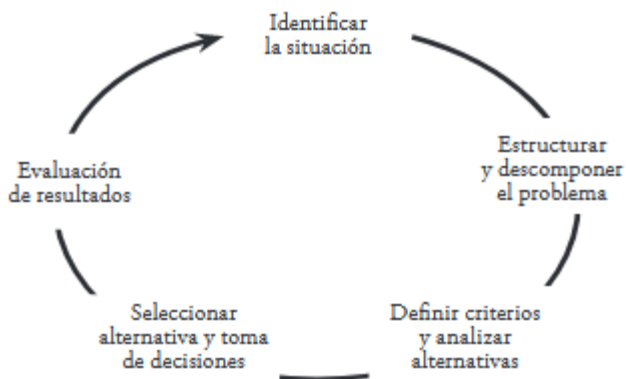 Identificar
la situación
Estructurar
y descomponer
el problema
Definir criterios
y analizar
alternativas
Seleccionar
alternativa y toma
de decisiones
Evaluación
de resultados